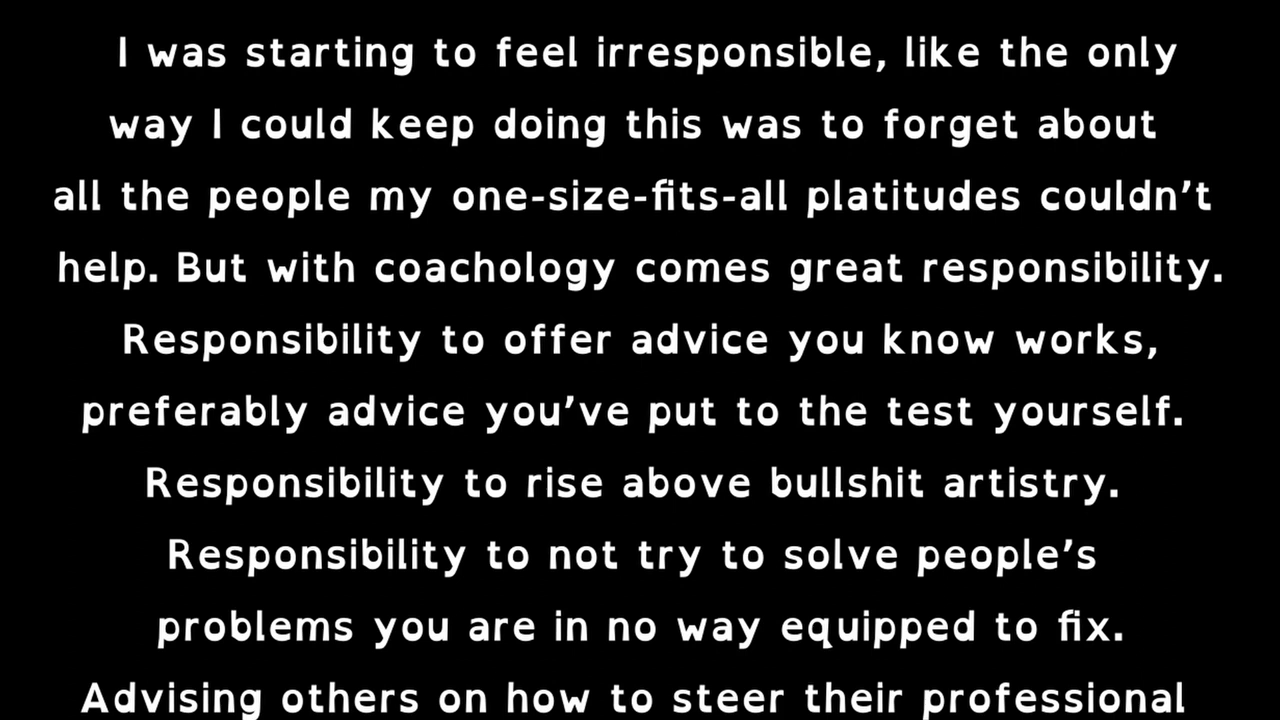 I was starting to feel irresponsible, like the only
way I could keep doing this was to forget about
all the people my one-size-fits-all platitudes couldn’t
help. But with coachology comes great responsibility.
Responsibility to offer advice you know works,
preferably advice you’ve put to the test yourself.
Responsibility to rise above bullshit artistry.
Responsibility to not try to solve people’s
problems you are in no way equipped to fix.
Advising others on how to steer their professional